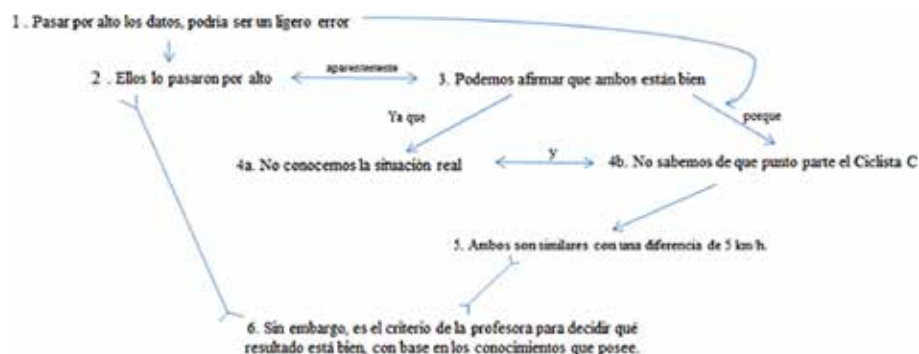 1 . Pasar por alto los datos, podría ser un ligero error
2 . Ellos lo pasaron por alto
aparentemente
3. Podemos afirmar que ambos están bien
Ya que
porque
4a. No conocemos la situación real
y
4b. No sabemos de que punto parte el Ciclista C
5. Ambos son similares con una diferencia de 5 km/h.
6. Sin embargo, es el criterio de la profesora para decidir qué
resultado está bien, con base en los conocimientos que posee.